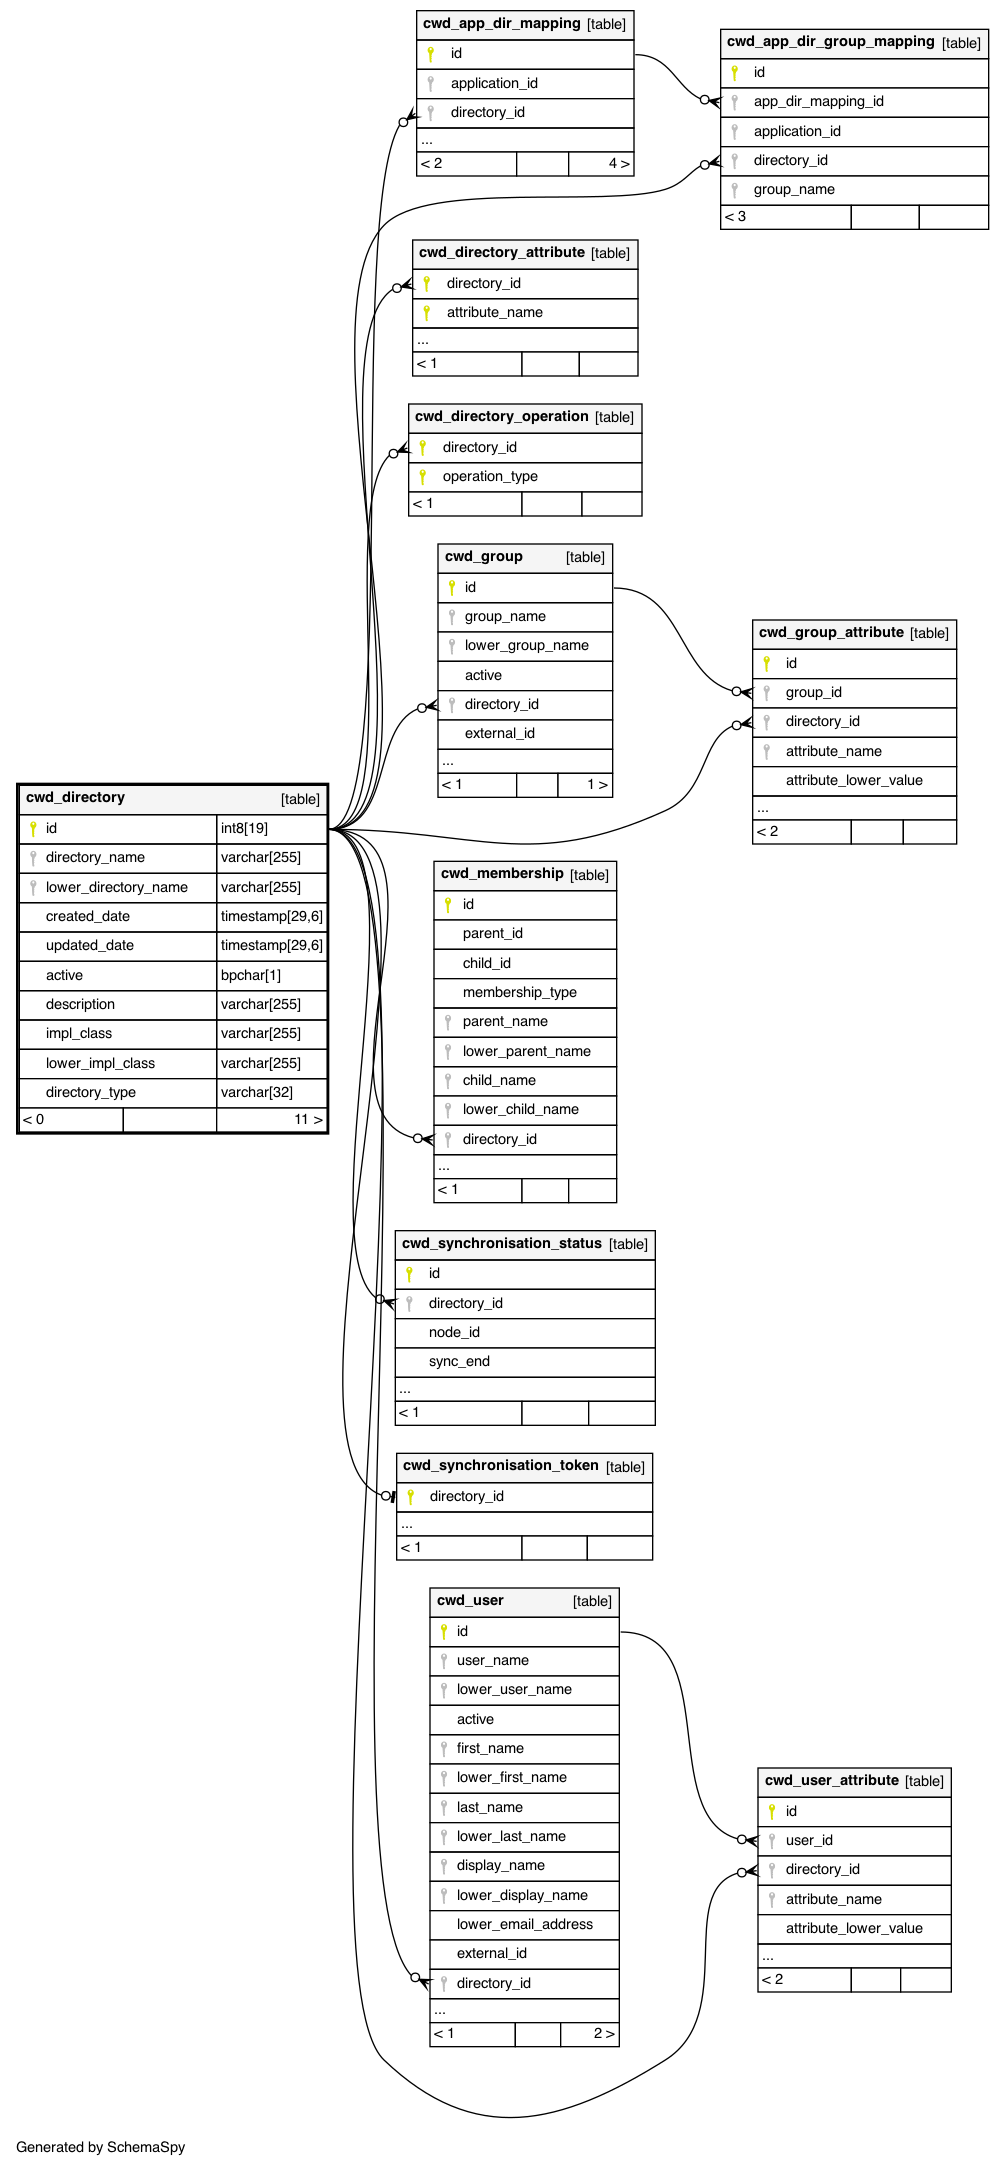 cwd_app_dir_mapping [table]
id
application_id
directory_id
...
< 2 4 >
cwd_app_dir_group_mapping [table]
id
app_dir_mapping_id
application_id
directory_id
group_name
< 3
cwd_directory_attribute [table]
directory_id
attribute_name
...
< 1
cwd_directory_operation [table]
directory_id
operation_type
< 1
cwd_group [table]
id
group_name
lower_group_name
active
directory_id
external_id
...
< 1 1 >
cwd_group_attribute [table]
id
group_id
directory_id
attribute_name
attribute_lower_value
...
< 2
cwd_directory [table]
id int8[19]
directory_name varchar[255]
lower_directory_name varchar[255]
created_date timestamp[29,6]
updated_date timestamp[29,6]
active bpchar[1]
description varchar[255]
impl_class varchar[255]
lower_impl_class varchar[255]
directory_type varchar[32]
< 0 11 >
cwd_membership [table]
id
parent_id
child_id
membership_type
parent_name
lower_parent_name
child_name
lower_child_name
directory_id
...
< 1
cwd_synchronisation_status [table]
id
directory_id
node_id
sync_end
...
< 1
cwd_synchronisation_token [table]
directory_id
...
< 1
cwd_user [table]
id
user_name
lower_user_name
active
first_name
lower_first_name
last_name
lower_last_name
display_name
lower_display_name
lower_email_address
external_id
directory_id
...
< 1 2 >
cwd_user_attribute [table]
id
user_id
directory_id
attribute_name
attribute_lower_value
...
< 2
Generated by SchemaSpy